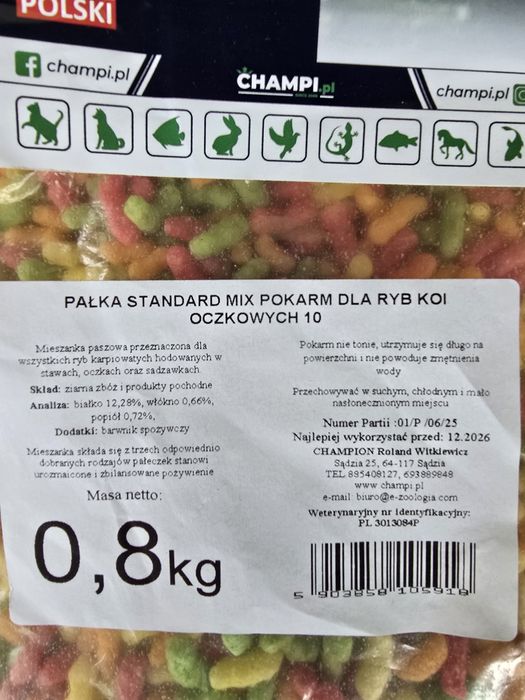 POLSKI
champi.pl
CHAMPI.pl
SINCE
champi.pl
PAŁKA STANDARD MIX POKARM DLA RYB KOI
OCZKOWYCH 10
Mieszanka paszowa przeznaczona dla
wszystkich ryb karpiowatych hodowanych w
stawach, oczkach oraz sadzawkach.
Skład: ziarna zbóż i produkty pochodne
Analiza: białko 12,28%, włókno 0,66%,
popiół 0,72%,
Dodatki: barwnik spożywczy
Mieszanka składa się z trzech odpowiednio
dobranych rodzajów pałeczek stanowi
urozmaicone i zbilansowane pożywienie
Masa netto:
0,8kg
Pokarm nie tonie, utrzymuje się długo na
powierzchni i nie powoduje zmętnienia
wody
Przechowywać w suchym, chłodnym i mało
nasłonecznionym miejscu
Numer Partii :01/P /06/25
Najlepiej wykorzystać przed: 12.2026
CHAMPION Roland Witkiewicz
Sądzia 25, 64-117 Sądzia
TEL 885408127, 693889848
www champi.pl
e-mail biuro@e-zoologia.com
Weterynaryjny nr Identyfikacyjny:
PL 3013084P
5 903858 105918